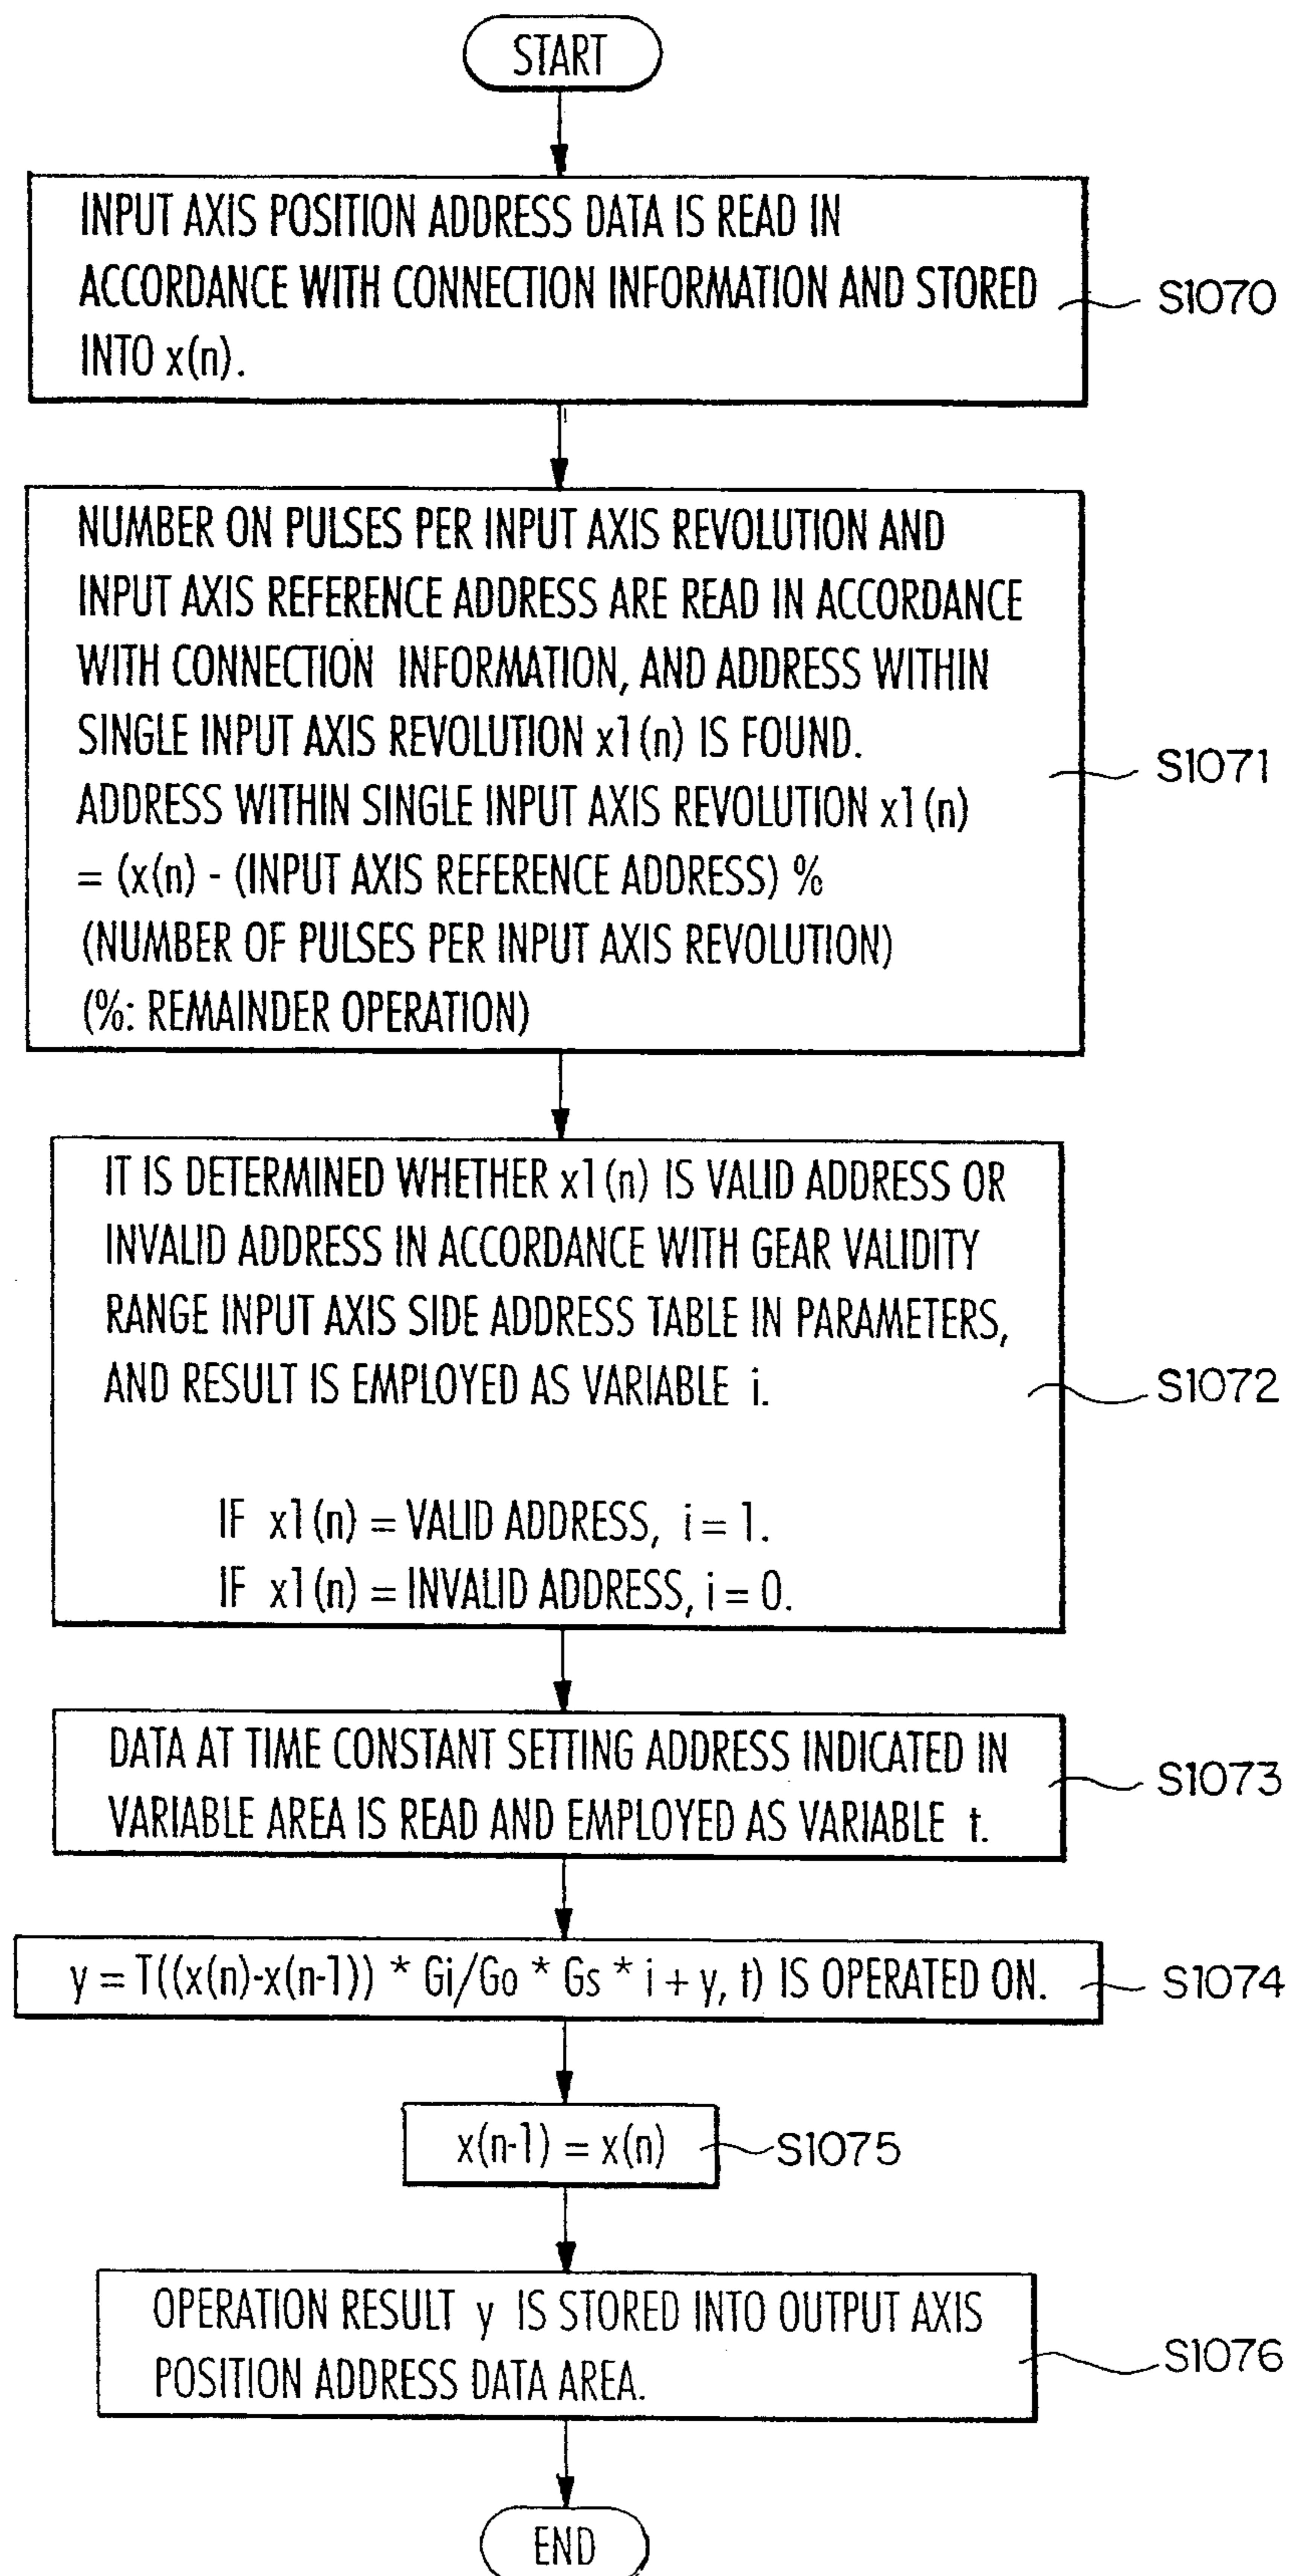 START
INPUT AXIS POSITION ADDRESS DATA IS READ IN
ACCORDANCE WITH CONNECTION INFORMATION AND STORED
INTO x(n).
S1070
NUMBER ON PULSES PER INPUT AXIS REVOLUTION AND
INPUT AXIS REFERENCE ADDRESS ARE READ IN ACCORDANCE
WITH CONNECTION INFORMATION, AND ADDRESS WITHIN
SINGLE INPUT AXIS REVOLUTION x1(n) IS FOUND.
ADDRESS WITHIN SINGLE INPUT AXIS REVOLUTION x1(n)
= (x(n) - (INPUT AXIS REFERENCE ADDRESS) %
(NUMBER OF PULSES PER INPUT AXIS REVOLUTION)
(%: REMAINDER OPERATION)
S1071
IT IS DETERMINED WHETHER x1(n) IS VALID ADDRESS OR
INVALID ADDRESS IN ACCORDANCE WITH GEAR VALIDITY
RANGE INPUT AXIS SIDE ADDRESS TABLE IN PARAMETERS,
AND RESULT IS EMPLOYED AS VARIABLE i.
IF x1(n) = VALID ADDRESS, i = 1.
IF x1(n) = INVALID ADDRESS, i = 0.
S1072
DATA AT TIME CONSTANT SETTING ADDRESS INDICATED IN
VARIABLE AREA IS READ AND EMPLOYED AS VARIABLE t.
S1073
y = T((x(n)-x(n-1)) * Gi/Go * Gs * i + y, t) IS OPERATED ON.
S1074
x(n-1) = x(n)
S1075
OPERATION RESULT y IS STORED INTO OUTPUT AXIS
POSITION ADDRESS DATA AREA.
S1076
END